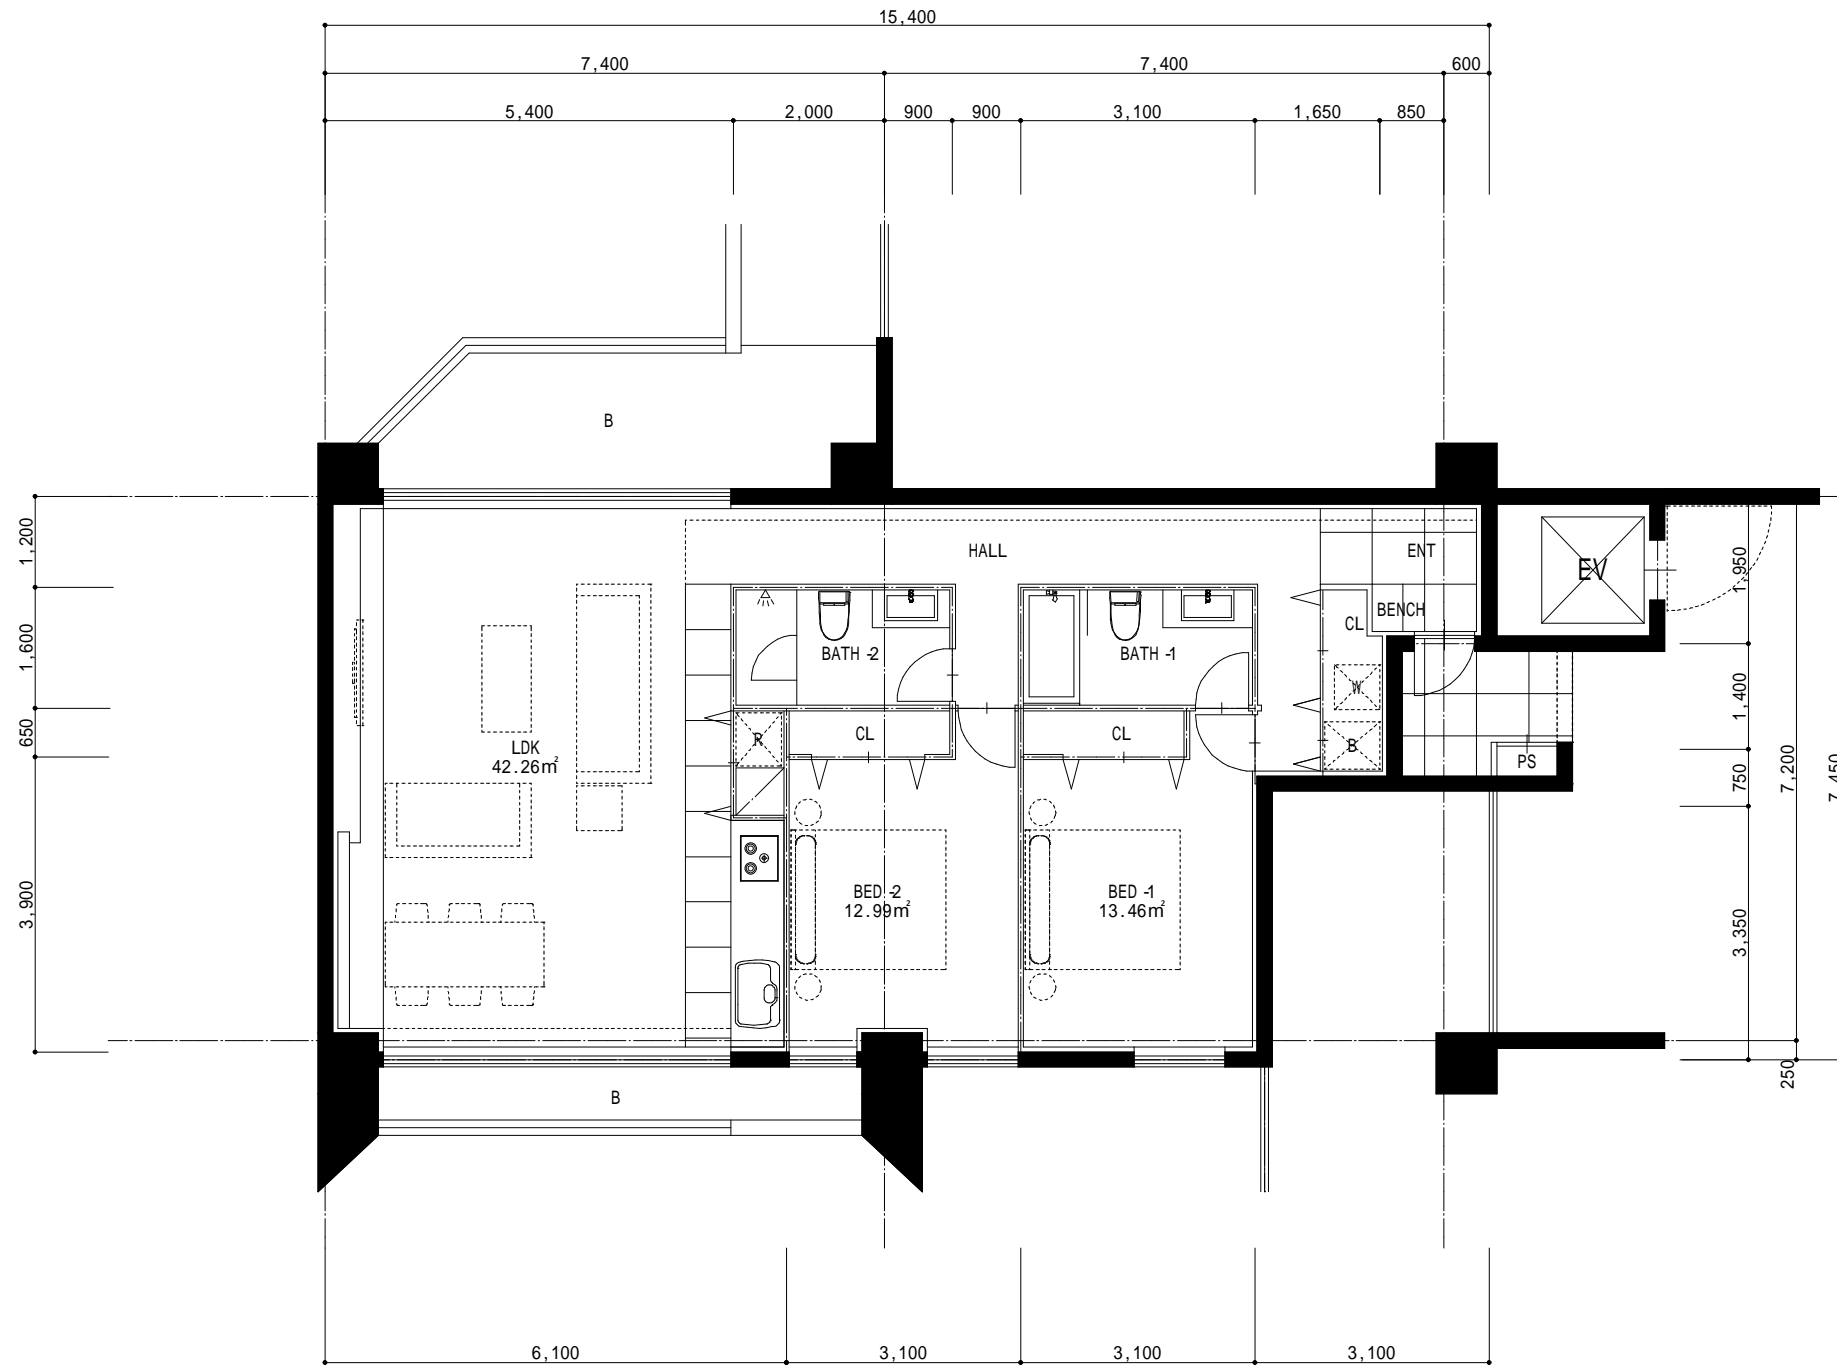 15,400
7,400
7,400
600
5,400
2,000
900
900
3,100
1,650
850
B
1,200
1,600
650
3,900
HALL
ENT
EV
1,950
BENCH
CL
BATH -2
BATH -1
W
1,400
R
CL
CL
B
LDK
42.26㎡
PS
750
7,200
7,450
BED -2
12.99㎡
BED -1
13.46㎡
3,350
250
B
6,100
3,100
3,100
3,100